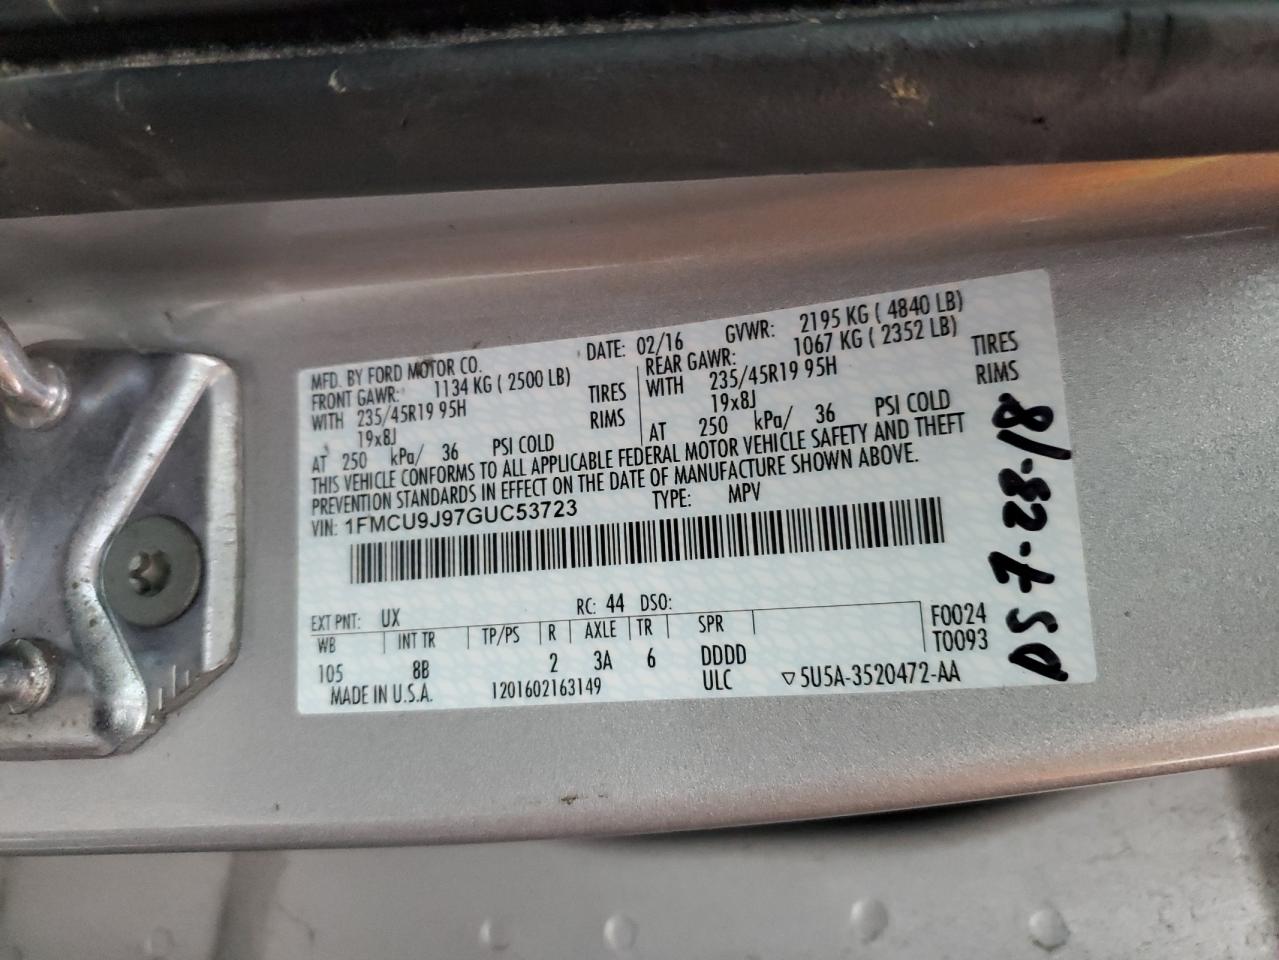 MFD. BY FORD MOTOR CO. DATE: 02/16 GVWR: 2195 KG ( 4840 LB)
FRONT GAWR: 1134 KG ( 2500 LB) REAR GAWR: 1067 KG ( 2352 LB)
WITH 235/45R19 95H TIRES WITH 235/45R19 95H TIRES
19x8J RIMS 19x8J RIMS
AT 250 kPa/ 36 PSI COLD AT 250 kPa/ 36 PSI COLD
THIS VEHICLE CONFORMS TO ALL APPLICABLE FEDERAL MOTOR VEHICLE SAFETY AND THEFT
PREVENTION STANDARDS IN EFFECT ON THE DATE OF MANUFACTURE SHOWN ABOVE.
VIN: 1FMCU9J97GUC53723 TYPE: MPV
EXT PNT: UX RC: 44 DSO:
WB INT TR TP/PS R AXLE TR SPR F0024
105 8B 2 3A 6 DDDD T0093
MADE IN U.S.A. 1201602163149 ULC ▽5U5A-3520472-AA